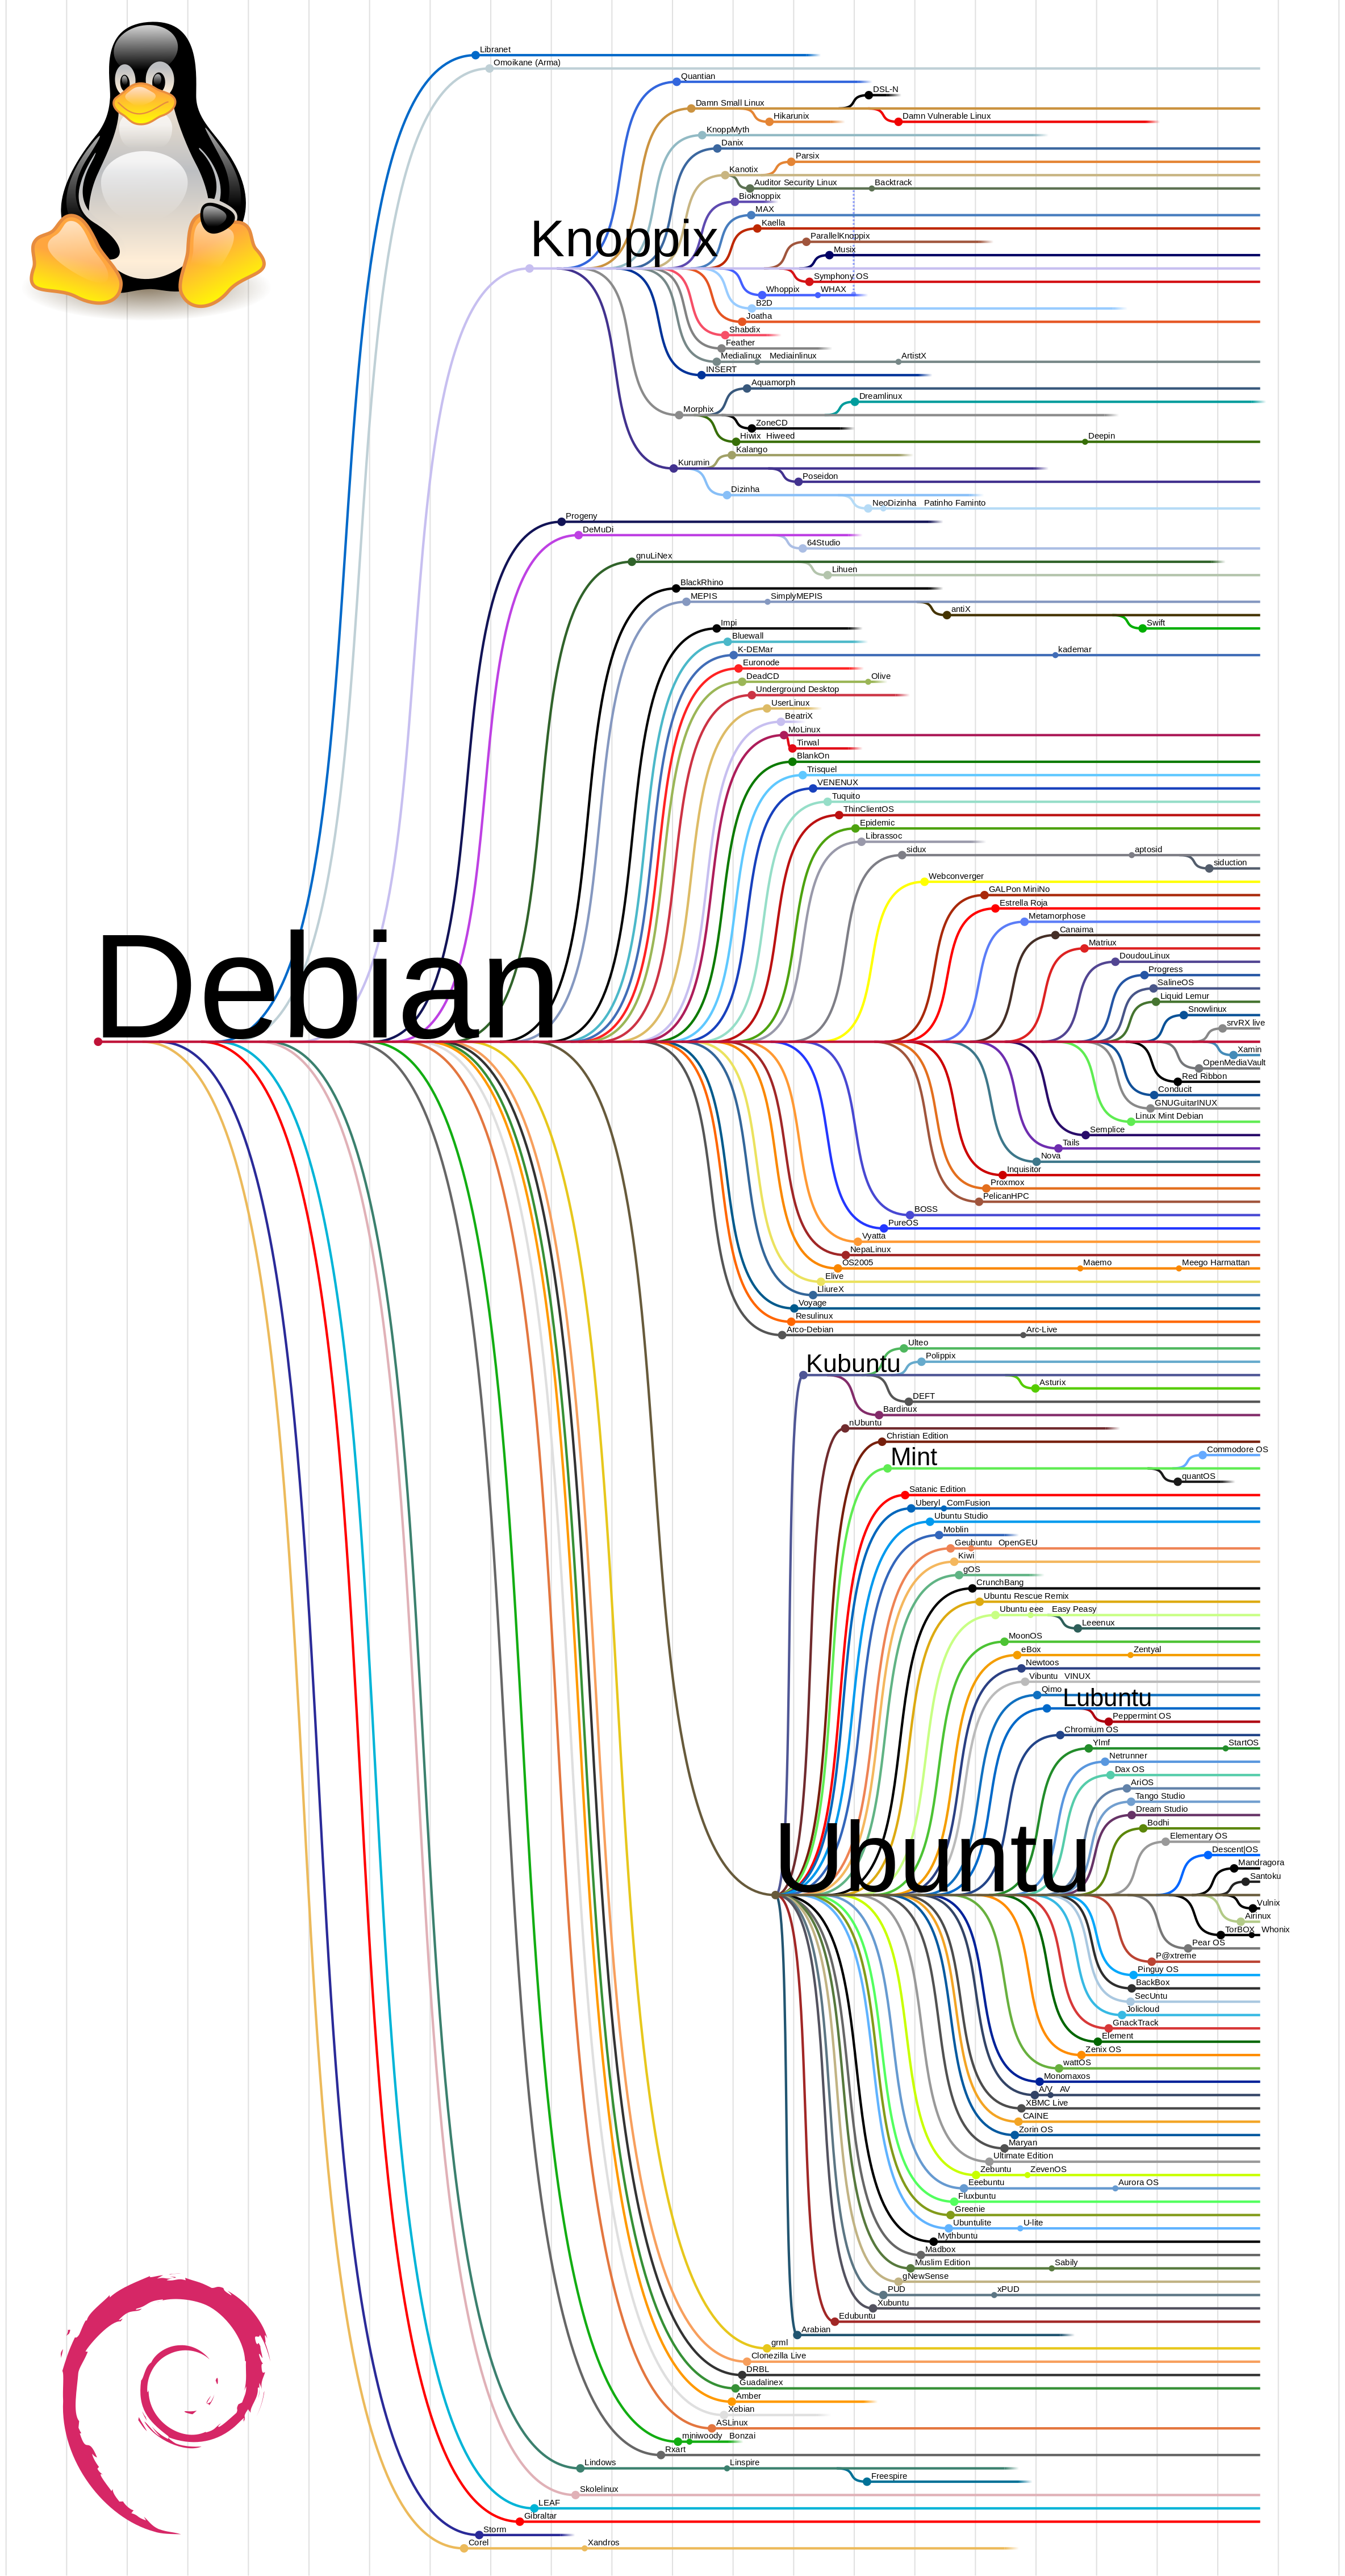 Libranet
Omoikane (Arma)
Quantian
DSL-N
Damn Small Linux
Hikarunix
Damn Vulnerable Linux
KnoppMyth
Danix
Parsix
Kanotix
Auditor Security Linux
Backtrack
Bioknoppix
MAX
Kaella
Knoppix
ParallelKnoppix
Musix
Symphony OS
Whoppix
WHAX
B2D
Joatha
Shabdix
Feather
Medialinux
Mediainlinux
ArtistX
INSERT
Aquamorph
Dreamlinux
Morphix
ZoneCD
Hiwix
Hiweed
Deepin
Kalango
Kurumin
Poseidon
Dizinha
NeoDizinha
Patinho Faminto
Progeny
DeMuDi
64Studio
gnuLiNex
Lihuen
BlackRhino
MEPIS
SimplyMEPIS
antiX
Swift
Impi
Bluewall
K-DEMar
kademar
Euronode
DeadCD
Olive
Underground Desktop
UserLinux
BeatriX
MoLinux
Tirwal
BlankOn
Trisquel
VENENUX
Tuquito
ThinClientOS
Epidemic
Librassoc
sidux
aptosid
siduction
Webconverger
GALPon MiniNo
Estrella Roja
Metamorphose
Canaima
Matriux
DoudouLinux
Progress
SalineOS
Liquid Lemur
Snowlinux
srvRX live
Debian
Xamin
OpenMediaVault
Red Ribbon
Conducit
GNUGuitarINUX
Linux Mint Debian
Semplice
Tails
Nova
Inquisitor
Proxmox
PelicanHPC
BOSS
PureOS
Vyatta
NepaLinux
OS2005
Maemo
Meego Harmattan
Elive
LliureX
Voyage
Resulinux
Arco-Debian
Arc-Live
Ulteo
Polippix
Kubuntu
Asturix
DEFT
Bardinux
nUbuntu
Christian Edition
Commodore OS
Mint
quantOS
Satanic Edition
Uberyl
ComFusion
Ubuntu Studio
Moblin
Geubuntu
OpenGEU
Kiwi
gOS
CrunchBang
Ubuntu Rescue Remix
Ubuntu eee
Easy Peasy
Leeenux
MoonOS
eBox
Zentyal
Newtoos
Vibuntu
VINUX
Qimo
Lubuntu
Peppermint OS
Chromium OS
Ylmf
StartOS
Netrunner
Dax OS
AriOS
Tango Studio
Dream Studio
Bodhi
Elementary OS
Descent|OS
Mandragora
Santoku
Ubuntu
Vulnix
Airinux
TorBOX
Whonix
Pear OS
P@xtreme
Pinguy OS
BackBox
SecUntu
Jolicloud
GnackTrack
Element
Zenix OS
wattOS
Monomaxos
A/V
AV
XBMC Live
CAINE
Zorin OS
Maryan
Ultimate Edition
Zebuntu
ZevenOS
Eeebuntu
Aurora OS
Fluxbuntu
Greenie
Ubuntulite
U-lite
Mythbuntu
Madbox
Muslim Edition
Sabily
gNewSense
PUD
xPUD
Xubuntu
Edubuntu
Arabian
grml
Clonezilla Live
DRBL
Guadalinex
Amber
Xebian
ASLinux
miniwoody
Bonzai
Rxart
Lindows
Linspire
Freespire
Skolelinux
LEAF
Gibraltar
Storm
Corel
Xandros